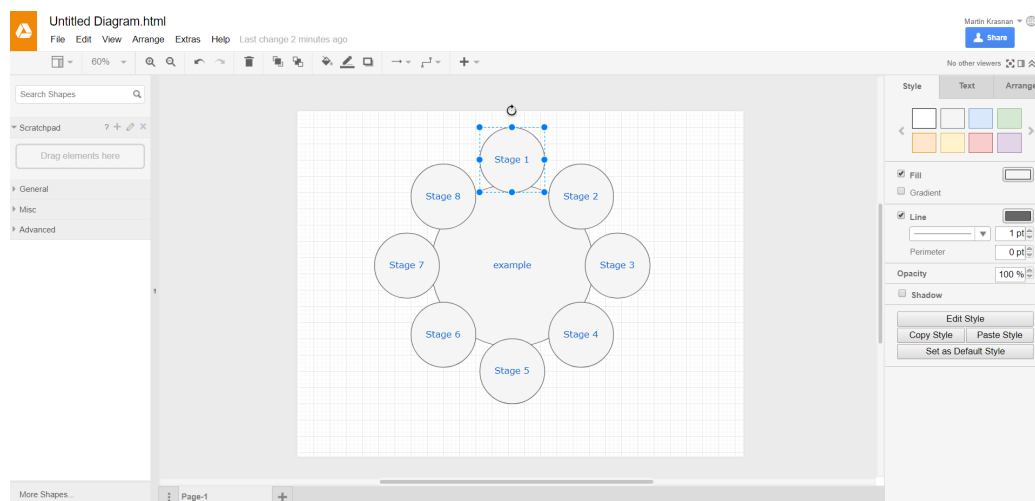 Untitled Diagram.html
Martin Krasnan
File Edit View Arrange Extras Help Last change 2 minutes ago
Share
60%
No other viewers
Search Shapes
Scratchpad
?
Drag elements here
General
Misc
Advanced
More Shapes...
Stage 1
Stage 8
Stage 2
Stage 7
example
Stage 3
Stage 6
Stage 4
Stage 5
Page-1
Style Text Arrange
Fill
Gradient
Line
1 pt
Perimeter 0 pt
Opacity 100 %
Shadow
Edit Style
Copy Style Paste Style
Set as Default Style